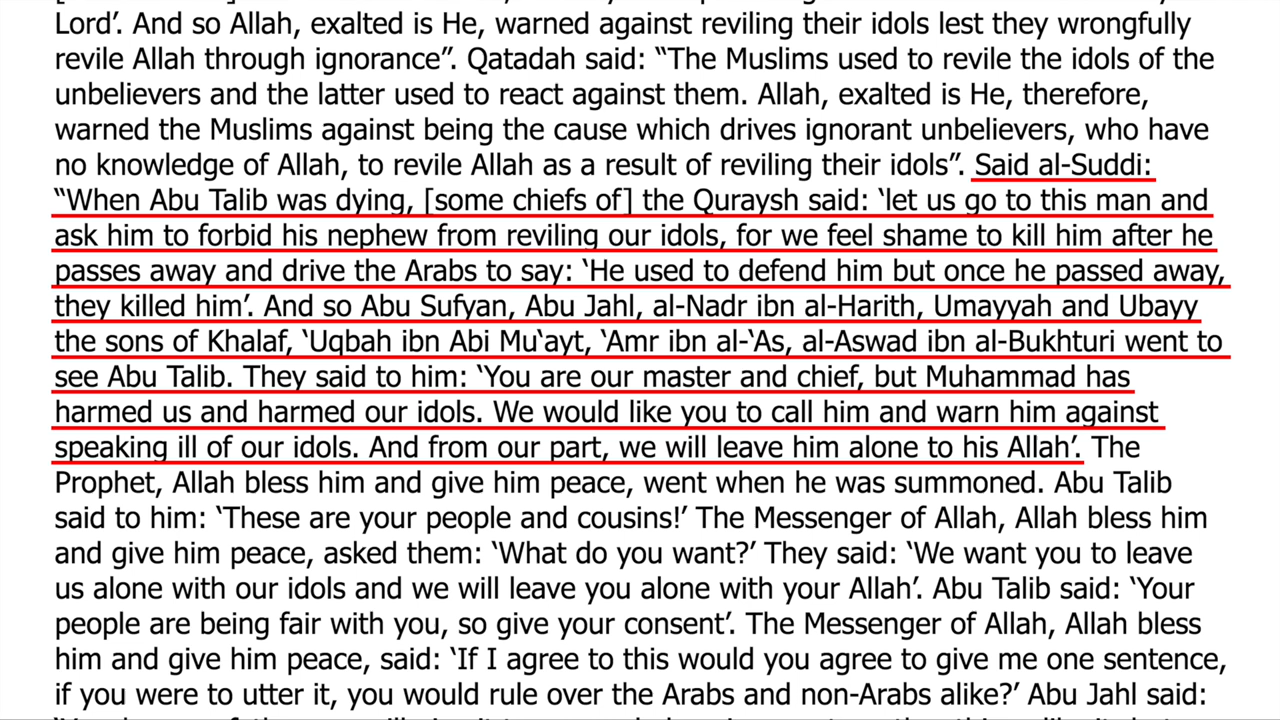 Lord’. And so Allah, exalted is He, warned against reviling their idols lest they wrongfully
revile Allah through ignorance”. Qatadah said: “The Muslims used to revile the idols of the
unbelievers and the latter used to react against them. Allah, exalted is He, therefore,
warned the Muslims against being the cause which drives ignorant unbelievers, who have
no knowledge of Allah, to revile Allah as a result of reviling their idols”. Said al-Suddi:
“When Abu Talib was dying, [some chiefs of] the Quraysh said: ‘let us go to this man and
ask him to forbid his nephew from reviling our idols, for we feel shame to kill him after he
passes away and drive the Arabs to say: ‘He used to defend him but once he passed away,
they killed him’. And so Abu Sufyan, Abu Jahl, al-Nadr ibn al-Harith, Umayyah and Ubayy
the sons of Khalaf, ‘Uqbah ibn Abi Mu‘ayt, ‘Amr ibn al-‘As, al-Aswad ibn al-Bukhturi went to
see Abu Talib. They said to him: ‘You are our master and chief, but Muhammad has
harmed us and harmed our idols. We would like you to call him and warn him against
speaking ill of our idols. And from our part, we will leave him alone to his Allah’. The
Prophet, Allah bless him and give him peace, went when he was summoned. Abu Talib
said to him: ‘These are your people and cousins!’ The Messenger of Allah, Allah bless him
and give him peace, asked them: ‘What do you want?’ They said: ‘We want you to leave
us alone with our idols and we will leave you alone with your Allah’. Abu Talib said: ‘Your
people are being fair with you, so give your consent’. The Messenger of Allah, Allah bless
him and give him peace, said: ‘If I agree to this would you agree to give me one sentence,
if you were to utter it, you would rule over the Arabs and non-Arabs alike?’ Abu Jahl said: